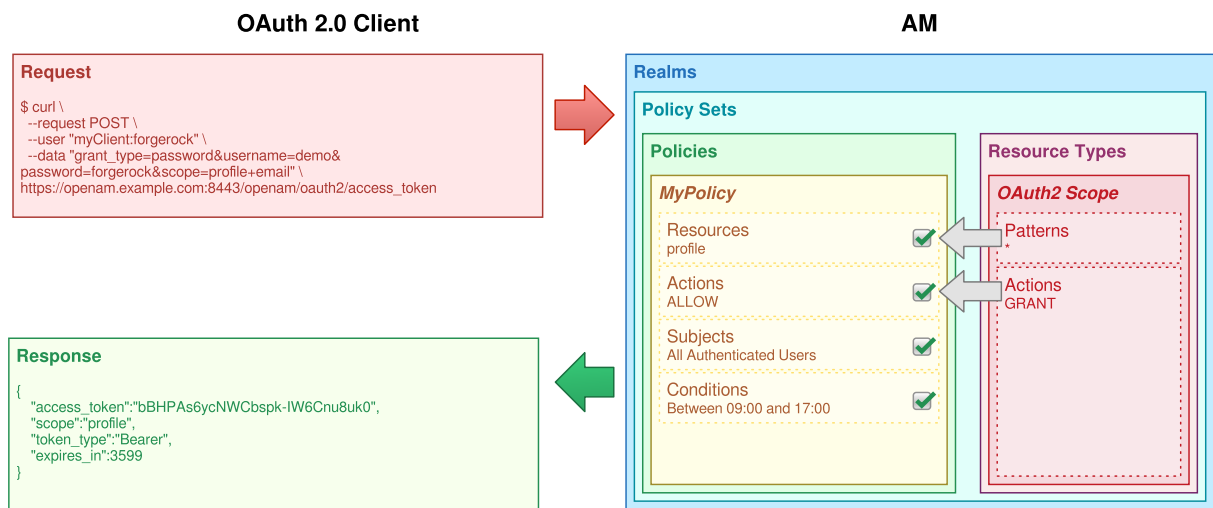 OAuth 2.0 Client
Request
$ curl \
--request POST \
--user "myClient:forgerock" \
--data "grant_type=password&username=demo&
password=forgerock&scope=profile+email" \
https://openam.example.com:8443/openam/oauth2/access_token
Response
{
"access_token":"bBHPAs6ycNWCbspk-IW6Cnu8uk0",
"scope":"profile",
"token_type":"Bearer",
"expires_in":3599
}
AM
Realms
Policy Sets
Policies
MyPolicy
Resources
profile
Actions
ALLOW
Subjects
All Authenticated Users
Conditions
Between 09:00 and 17:00
Resource Types
OAuth2 Scope
Patterns
*
Actions
GRANT